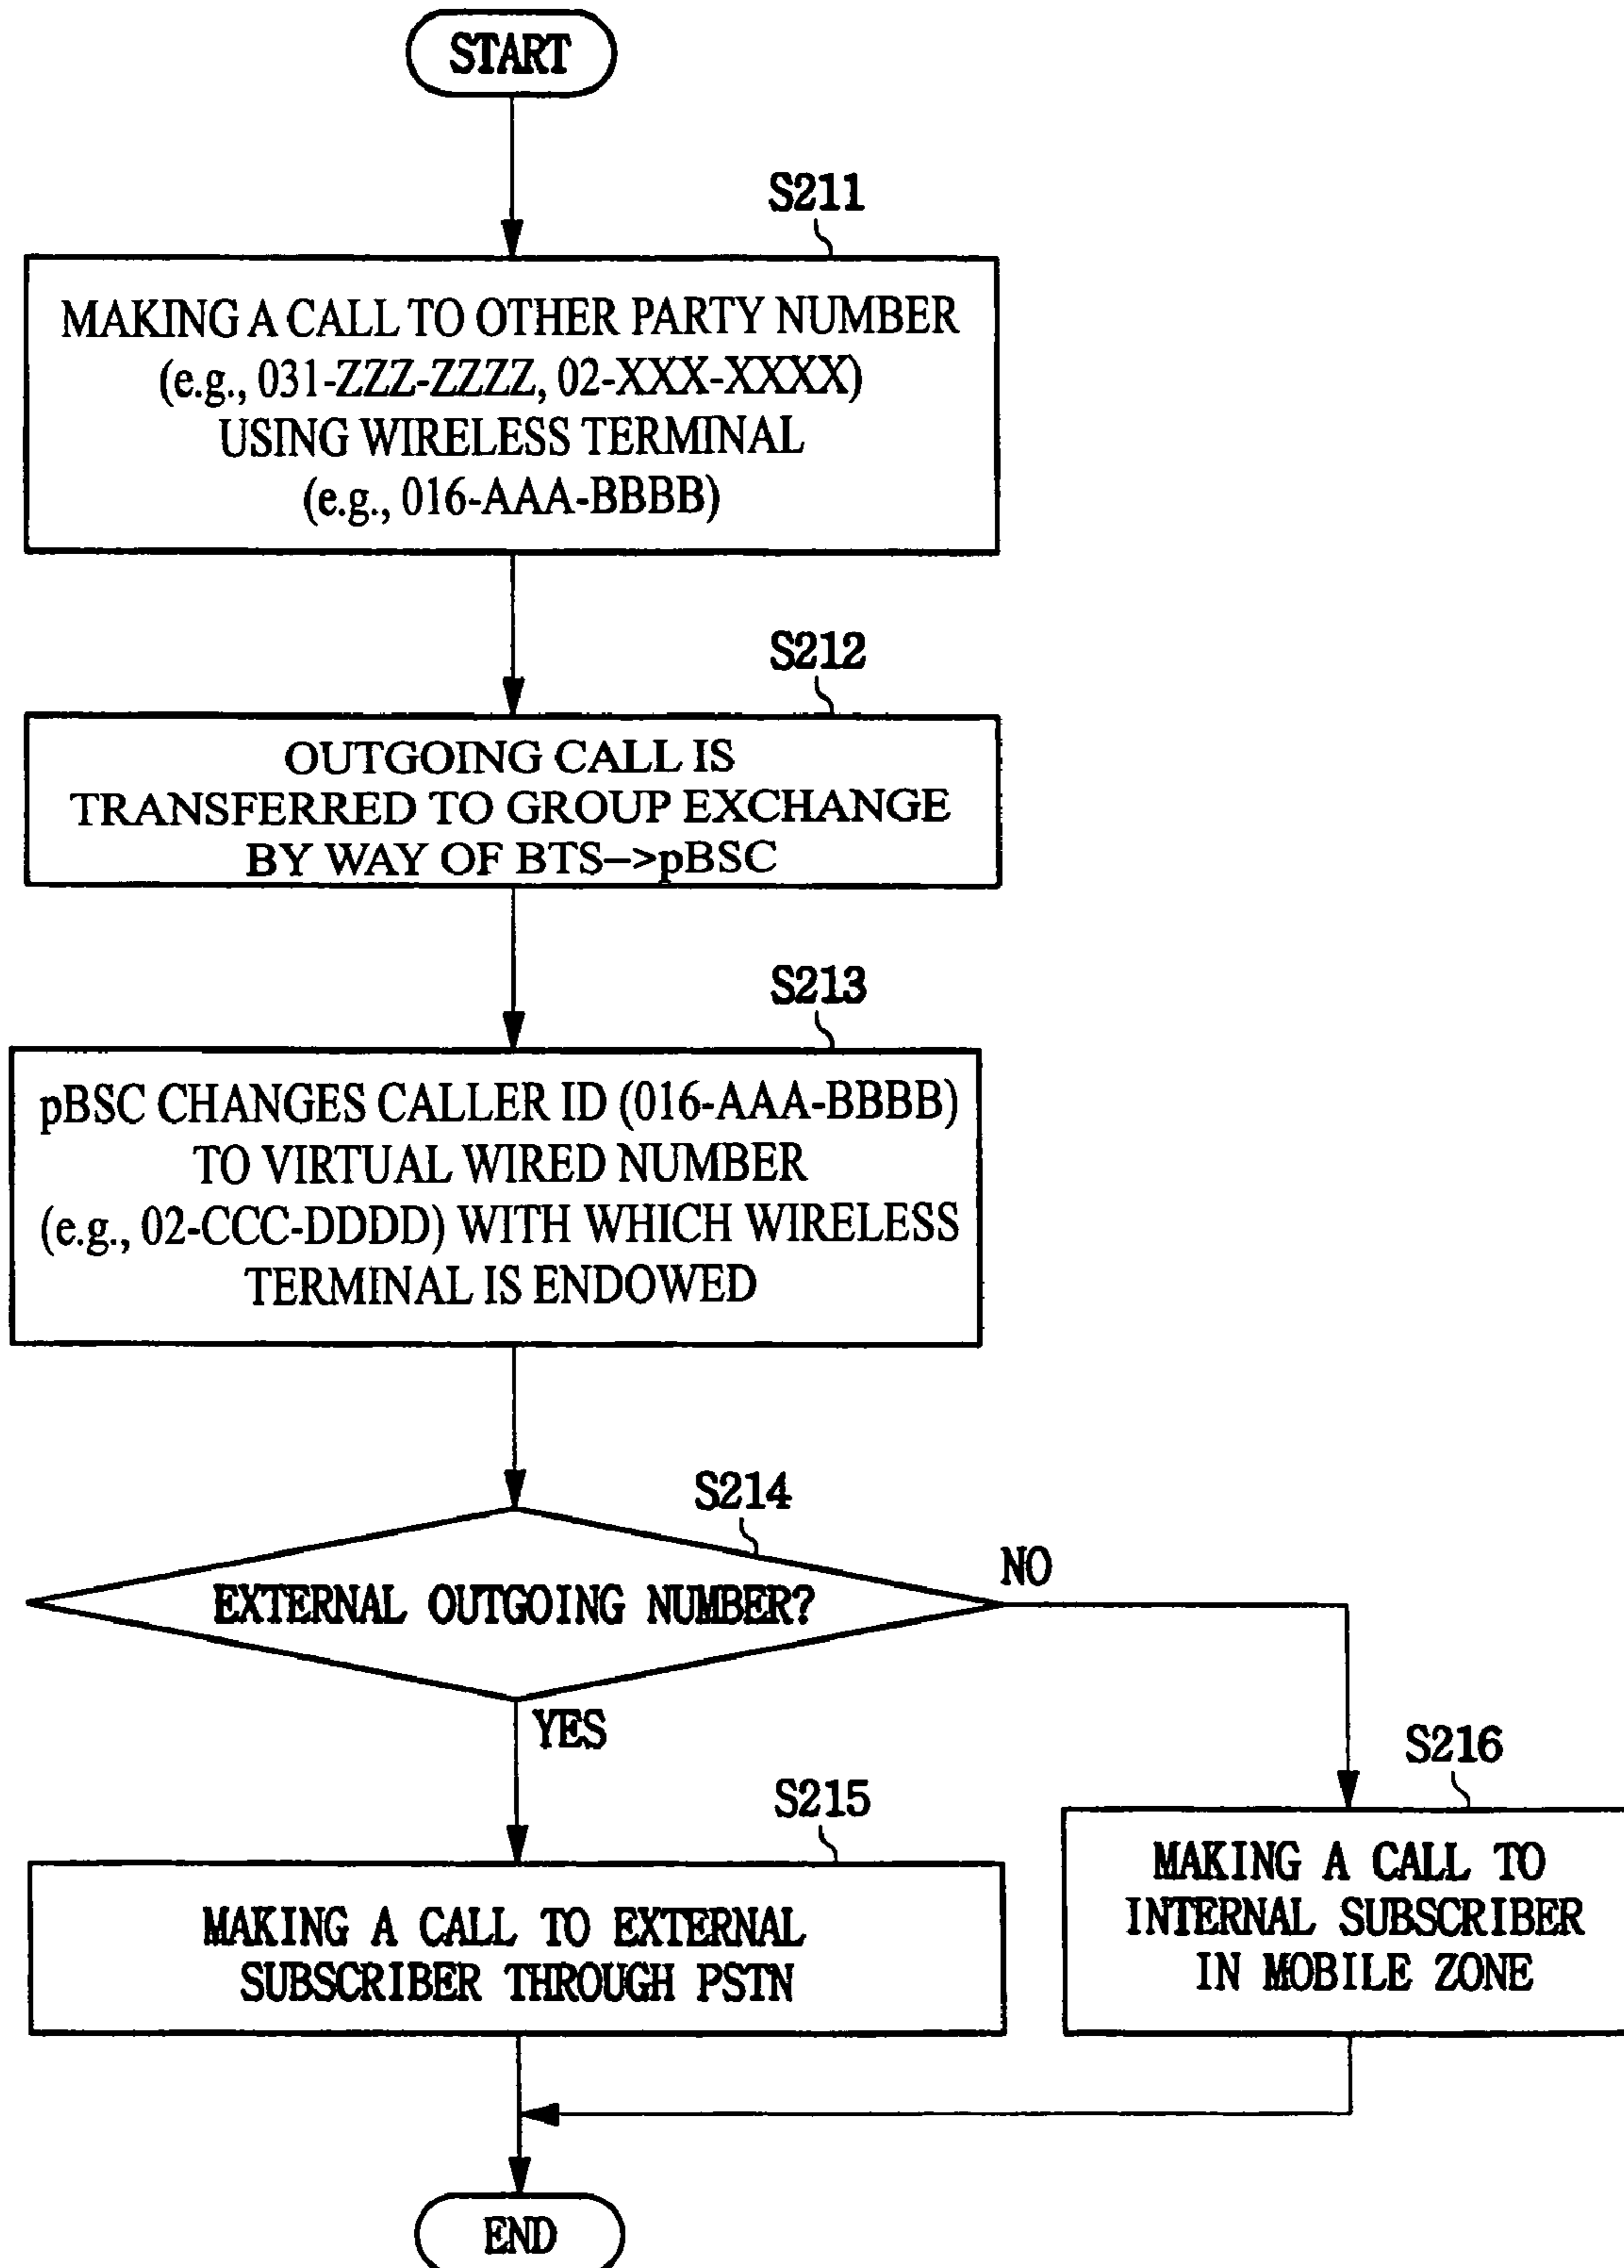 START
S211
MAKING A CALL TO OTHER PARTY NUMBER
(e.g., 031-ZZZ-ZZZZ, 02-XXX-XXXX)
USING WIRELESS TERMINAL
(e.g., 016-AAA-BBBB)
S212
OUTGOING CALL IS
TRANSFERRED TO GROUP EXCHANGE
BY WAY OF BTS–>pBSC
S213
pBSC CHANGES CALLER ID (016-AAA-BBBB)
TO VIRTUAL WIRED NUMBER
(e.g., 02-CCC-DDDD) WITH WHICH WIRELESS
TERMINAL IS ENDOWED
S214
EXTERNAL OUTGOING NUMBER?
NO
YES
S215
MAKING A CALL TO EXTERNAL
SUBSCRIBER THROUGH PSTN
S216
MAKING A CALL TO
INTERNAL SUBSCRIBER
IN MOBILE ZONE
END